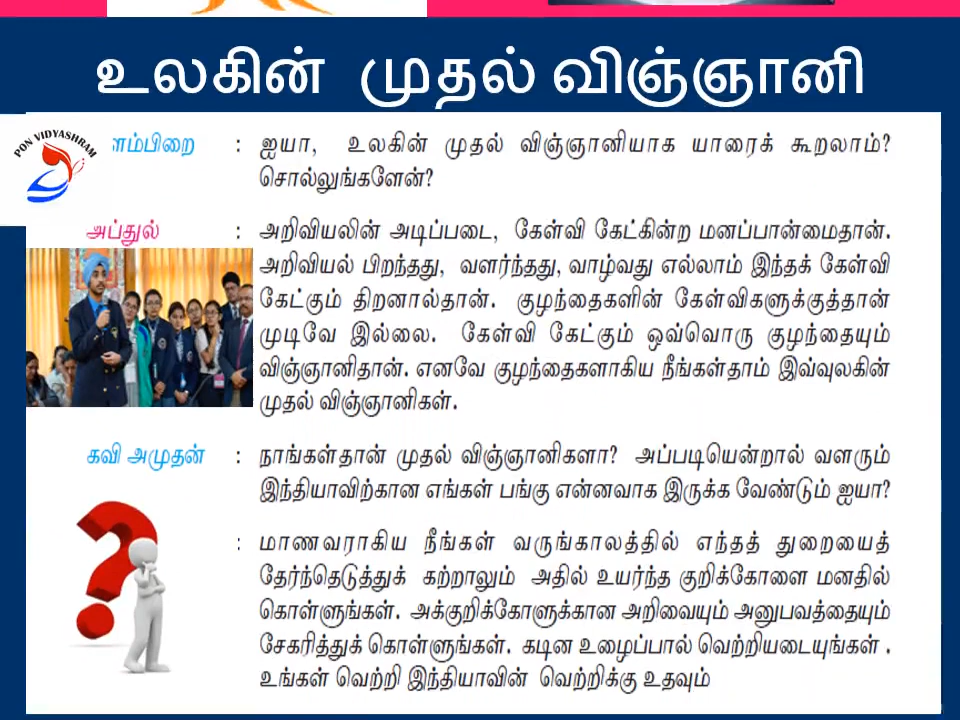 உலகின் முதல் விஞ்ஞானி
PON VIDYASHRAM
ளம்பிறை : ஐயா, உலகின் முதல் விஞ்ஞானியாக யாரைக் கூறலாம்?
சொல்லுங்களேன்?
அப்துல் : அறிவியலின் அடிப்படை, கேள்வி கேட்கின்ற மனப்பான்மைதான்.
அறிவியல் பிறந்தது, வளர்ந்தது, வாழ்வது எல்லாம் இந்தக் கேள்வி
கேட்கும் திறனால்தான். குழந்தைகளின் கேள்விகளுக்குத்தான்
முடிவே இல்லை. கேள்வி கேட்கும் ஒவ்வொரு குழந்தையும்
விஞ்ஞானிதான். எனவே குழந்தைகளாகிய நீங்கள்தாம் இவ்வுலகின்
முதல் விஞ்ஞானிகள்.
கவி அமுதன் : நாங்கள்தான் முதல் விஞ்ஞானிகளா? அப்படியென்றால் வளரும்
இந்தியாவிற்கான எங்கள் பங்கு என்னவாக இருக்க வேண்டும் ஐயா?
: மாணவராகிய நீங்கள் வருங்காலத்தில் எந்தத் துறையைத்
தேர்ந்தெடுத்துக் கற்றாலும் அதில் உயர்ந்த குறிக்கோளை மனதில்
கொள்ளுங்கள். அக்குறிக்கோளுக்கான அறிவையும் அனுபவத்தையும்
சேகரித்துக் கொள்ளுங்கள். கடின உழைப்பால் வெற்றியடையுங்கள் .
உங்கள் வெற்றி இந்தியாவின் வெற்றிக்கு உதவும்